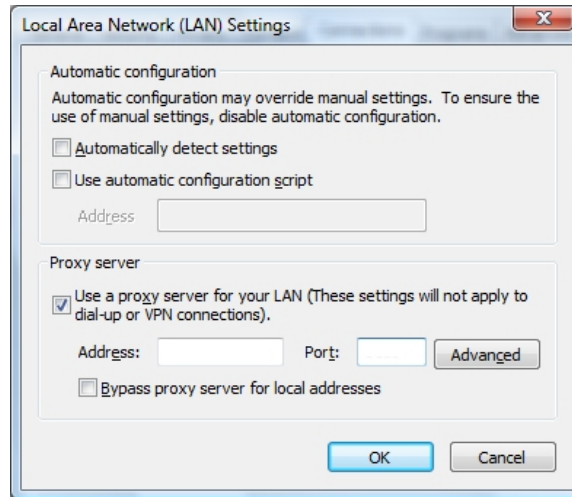 Local Area Network (LAN) Settings
Automatic configuration
Automatic configuration may override manual settings. To ensure the
use of manual settings, disable automatic configuration.
Automatically detect settings
Use automatic configuration script
Address
Proxy server
Use a proxy server for your LAN (These settings will not apply to
dial-up or VPN connections).
Address:
Port:
Advanced
Bypass proxy server for local addresses
OK
Cancel